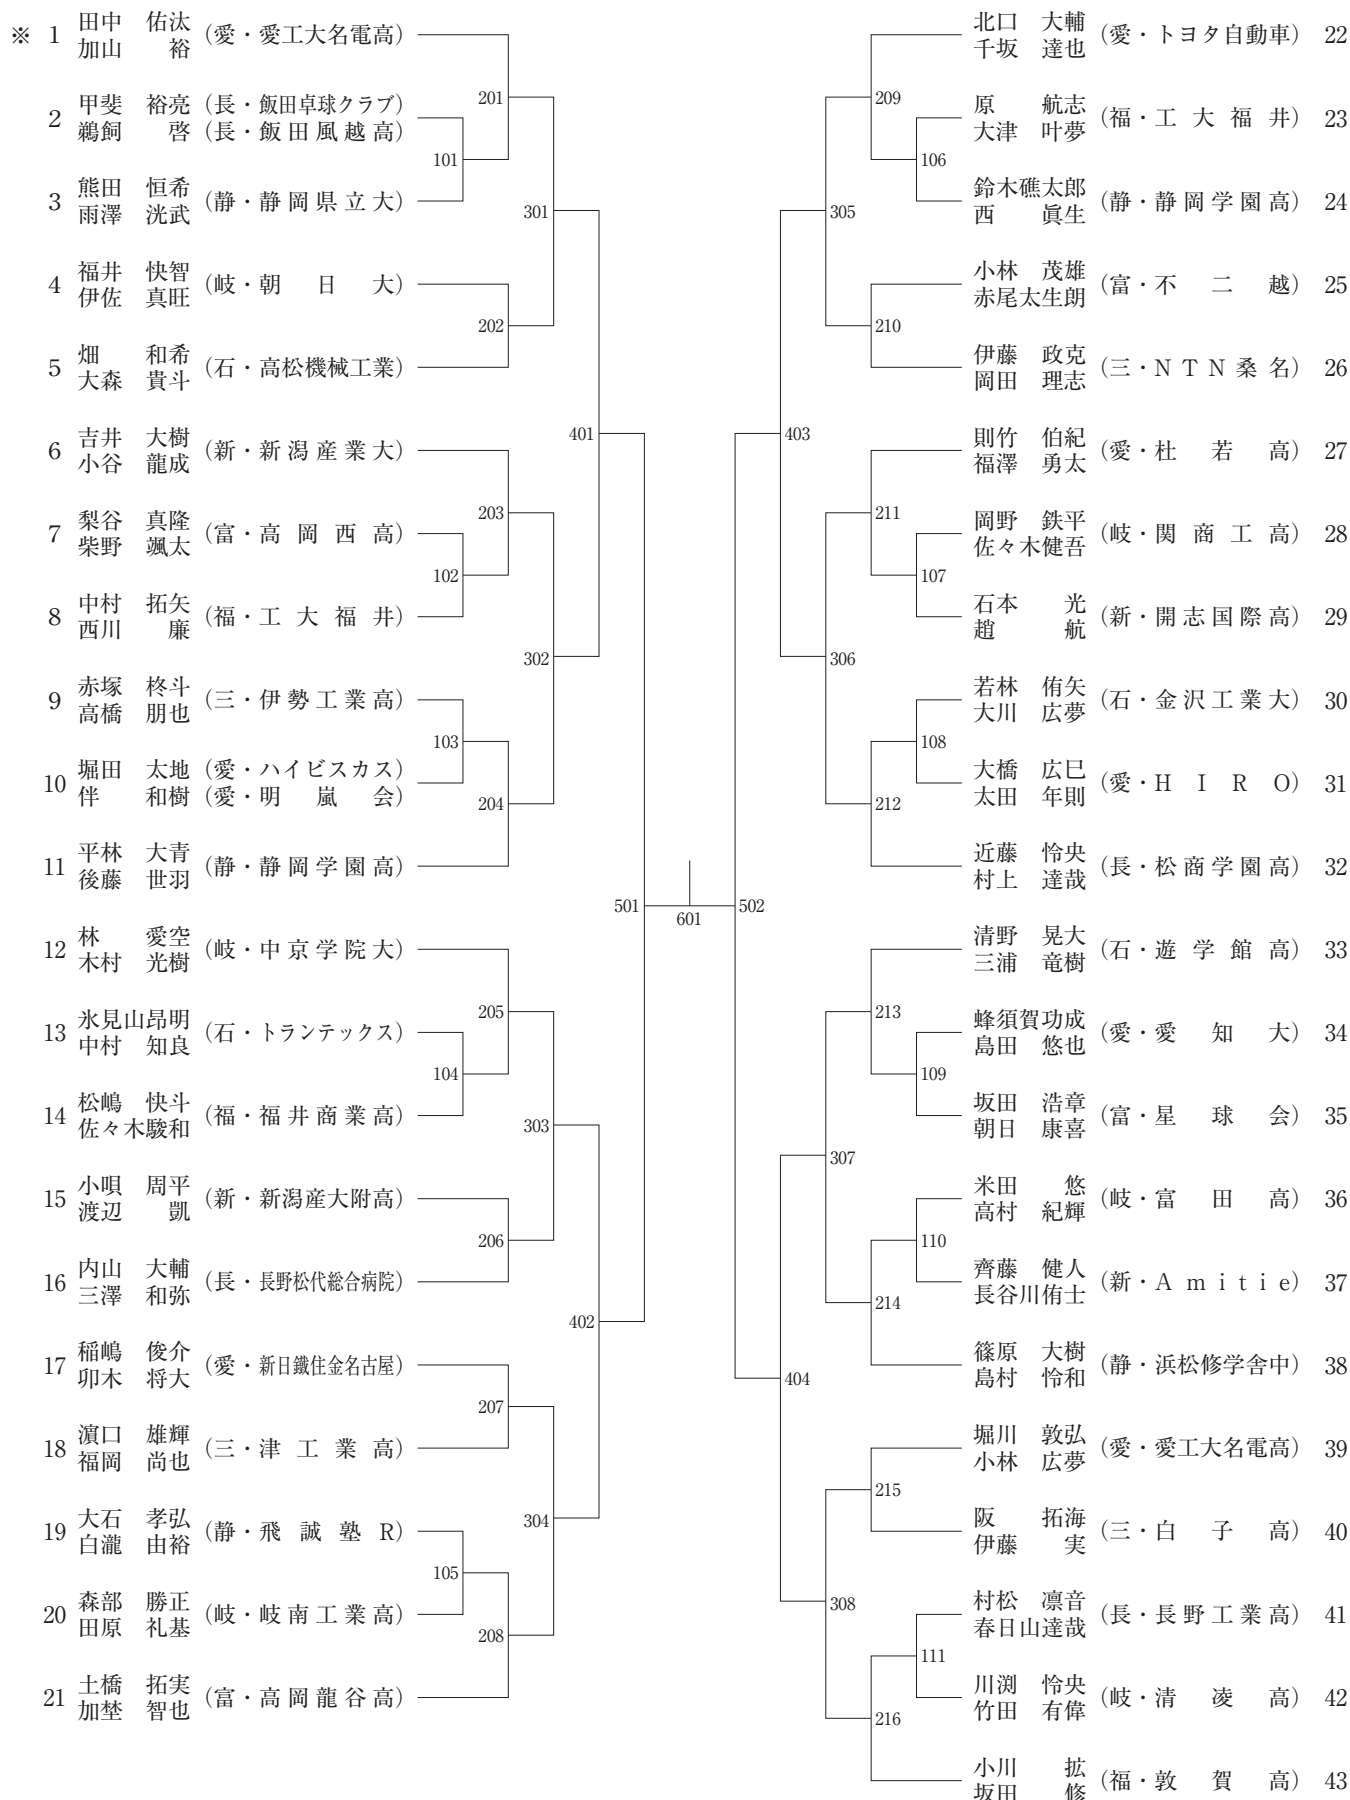 ※ 1 田中 佑汰 (愛・愛工大名電高)
加山 裕
2 甲斐 裕亮 (長・飯田卓球クラブ)
鵜飼 啓 (長・飯田風越高)
3 熊田 恒希 (静・静岡県立大)
雨澤 洸武
4 福井 快智 (岐・朝日大)
伊佐 真旺
5 畑 和希 (石・高松機械工業)
大森 貴斗
6 吉井 大樹 (新・新潟産業大)
小谷 龍成
7 梨谷 真隆 (富・高岡西高)
柴野 颯太
8 中村 拓矢 (福・工大福井)
西川 廉
9 赤塚 柊斗 (三・伊勢工業高)
高橋 朋也
10 堀田 太地 (愛・ハイビスカス)
伴 和樹 (愛・明嵐会)
11 平林 大青 (静・静岡学園高)
後藤 世羽
12 林 愛空 (岐・中京学院大)
木村 光樹
13 氷見山昂明 (石・トランテックス)
中村 知良
14 松嶋 快斗 (福・福井商業高)
佐々木駿和
15 小唄 周平 (新・新潟産大附高)
渡辺 凱
16 内山 大輔 (長・長野松代総合病院)
三澤 和弥
17 稲嶋 俊介 (愛・新日鐵住金名古屋)
卯木 将大
18 濵口 雄輝 (三・津工業高)
福岡 尚也
19 大石 孝弘 (静・飛誠塾R)
白瀧 由裕
20 森部 勝正 (岐・岐南工業高)
田原 礼基
21 土橋 拓実 (富・高岡龍谷高)
加埜 智也
101
102
103
104
105
201
202
203
204
205
206
207
208
301
302
303
304
401
402
501
601
502
403
404
305
306
307
308
209
210
211
212
213
214
215
216
106
107
108
109
110
111
北口 大輔 (愛・トヨタ自動車) 22
千坂 達也
原 航志 (福・工大福井) 23
大津 叶夢
鈴木礁太郎 (静・静岡学園高) 24
西 眞生
小林 茂雄 (富・不二越) 25
赤尾太生朗
伊藤 政克 (三・NTN桑名) 26
岡田 理志
則竹 伯紀 (愛・杜若高) 27
福澤 勇太
岡野 鉄平 (岐・関商工高) 28
佐々木健吾
石本 光 (新・開志国際高) 29
趙 航
若林 侑矢 (石・金沢工業大) 30
大川 広夢
大橋 広巳 (愛・HIRO) 31
太田 年則
近藤 怜央 (長・松商学園高) 32
村上 達哉
清野 晃大 (石・遊学館高) 33
三浦 竜樹
蜂須賀功成 (愛・愛知大) 34
島田 悠也
坂田 浩章 (富・星球会) 35
朝日 康喜
米田 悠 (岐・富田高) 36
高村 紀輝
齊藤 健人 (新・Amitie) 37
長谷川侑士
篠原 大樹 (静・浜松修学舎中) 38
島村 怜和
堀川 敦弘 (愛・愛工大名電高) 39
小林 広夢
阪 拓海 (三・白子高) 40
伊藤 実
村松 凛音 (長・長野工業高) 41
春日山達哉
川渕 怜央 (岐・清凌高) 42
竹田 有偉
小川 拡 (福・敦賀高) 43
坂田 修